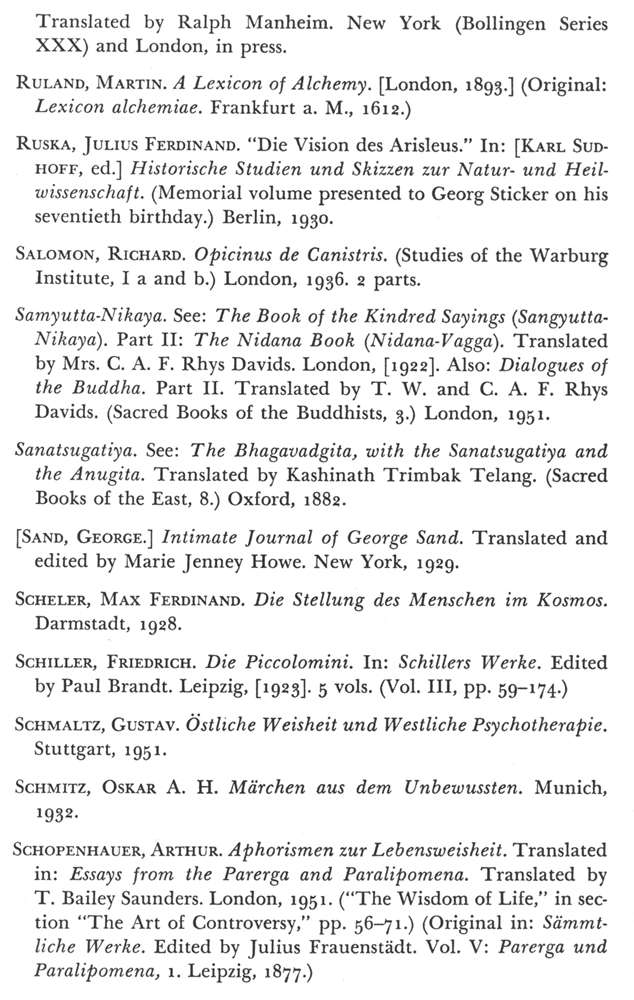 Translated by Ralph Manheim. New York (Bollingen Series
XXX) and London, in press.
RULAND, MARTIN. A Lexicon of Alchemy. [London, 1893.] (Original:
Lexicon alchemiae. Frankfurt a. M., 1612.)
RUSKA, JULIUS FERDINAND. “Die Vision des Arisleus.” In: [KARL SUD-
HOFF, ed.] Historische Studien und Skizzen zur Natur- und Heil-
wissenschaft. (Memorial volume presented to Georg Sticker on his
seventieth birthday.) Berlin, 1930.
SALOMON, RICHARD. Opicinus de Canistris. (Studies of the Warburg
Institute, I a and b.) London, 1936. 2 parts.
Samyutta-Nikaya. See: The Book of the Kindred Sayings (Sangyutta-
Nikaya). Part II: The Nidana Book (Nidana-Vagga). Translated
by Mrs. C. A. F. Rhys Davids. London, [1922]. Also: Dialogues of
the Buddha. Part II. Translated by T. W. and C. A. F. Rhys
Davids. (Sacred Books of the Buddhists, 3.) London, 1951.
Sanatsugatiya. See: The Bhagavadgita, with the Sanatsugatiya and
the Anugita. Translated by Kashinath Trimbak Telang. (Sacred
Books of the East, 8.) Oxford, 1882.
[SAND, GEORGE.] Intimate Journal of George Sand. Translated and
edited by Marie Jenney Howe. New York, 1929.
SCHELER, MAX FERDINAND. Die Stellung des Menschen im Kosmos.
Darmstadt, 1928.
SCHILLER, FRIEDRICH. Die Piccolomini. In: Schillers Werke. Edited
by Paul Brandt. Leipzig, [1923]. 5 vols. (Vol. III, pp. 59–174.)
SCHMALTZ, GUSTAV. Östliche Weisheit und Westliche Psychotherapie.
Stuttgart, 1951.
SCHMITZ, OSKAR A. H. Märchen aus dem Unbewussten. Munich,
1932.
SCHOPENHAUER, ARTHUR. Aphorismen zur Lebensweisheit. Translated
in: Essays from the Parerga and Paralipomena. Translated by
T. Bailey Saunders. London, 1951. (“The Wisdom of Life,” in sec-
tion “The Art of Controversy,” pp. 56–71.) (Original in: Sämmt-
liche Werke. Edited by Julius Frauenstädt. Vol. V: Parerga und
Paralipomena, 1. Leipzig, 1877.)